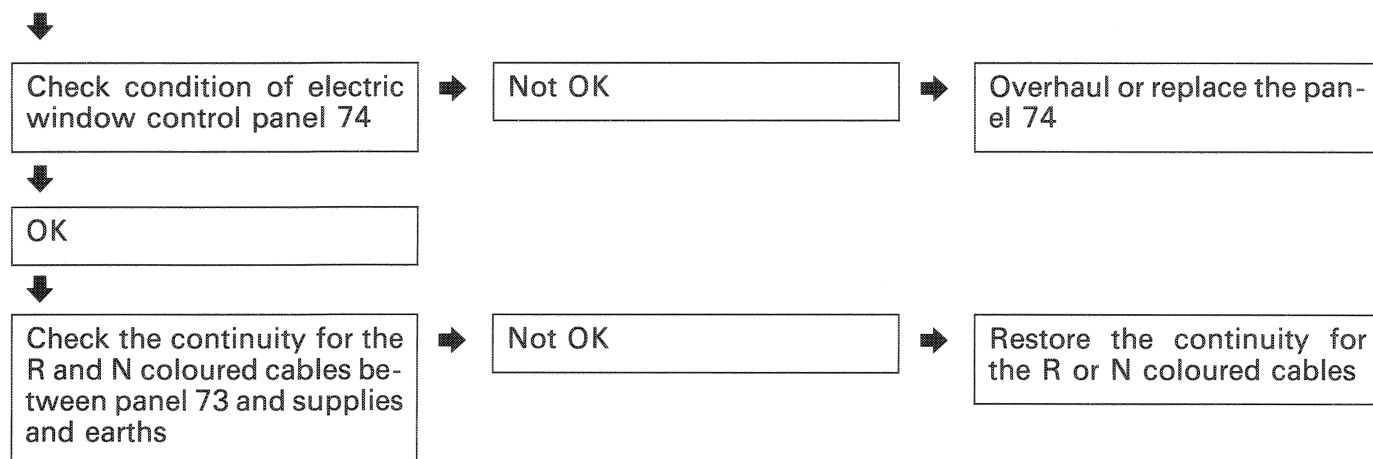 Check condition of electric
window control panel 74
Not OK
Overhaul or replace the pan-
el 74
OK
Check the continuity for the
R and N coloured cables be-
tween panel 73 and supplies
and earths
Not OK
Restore the continuity for
the R or N coloured cables